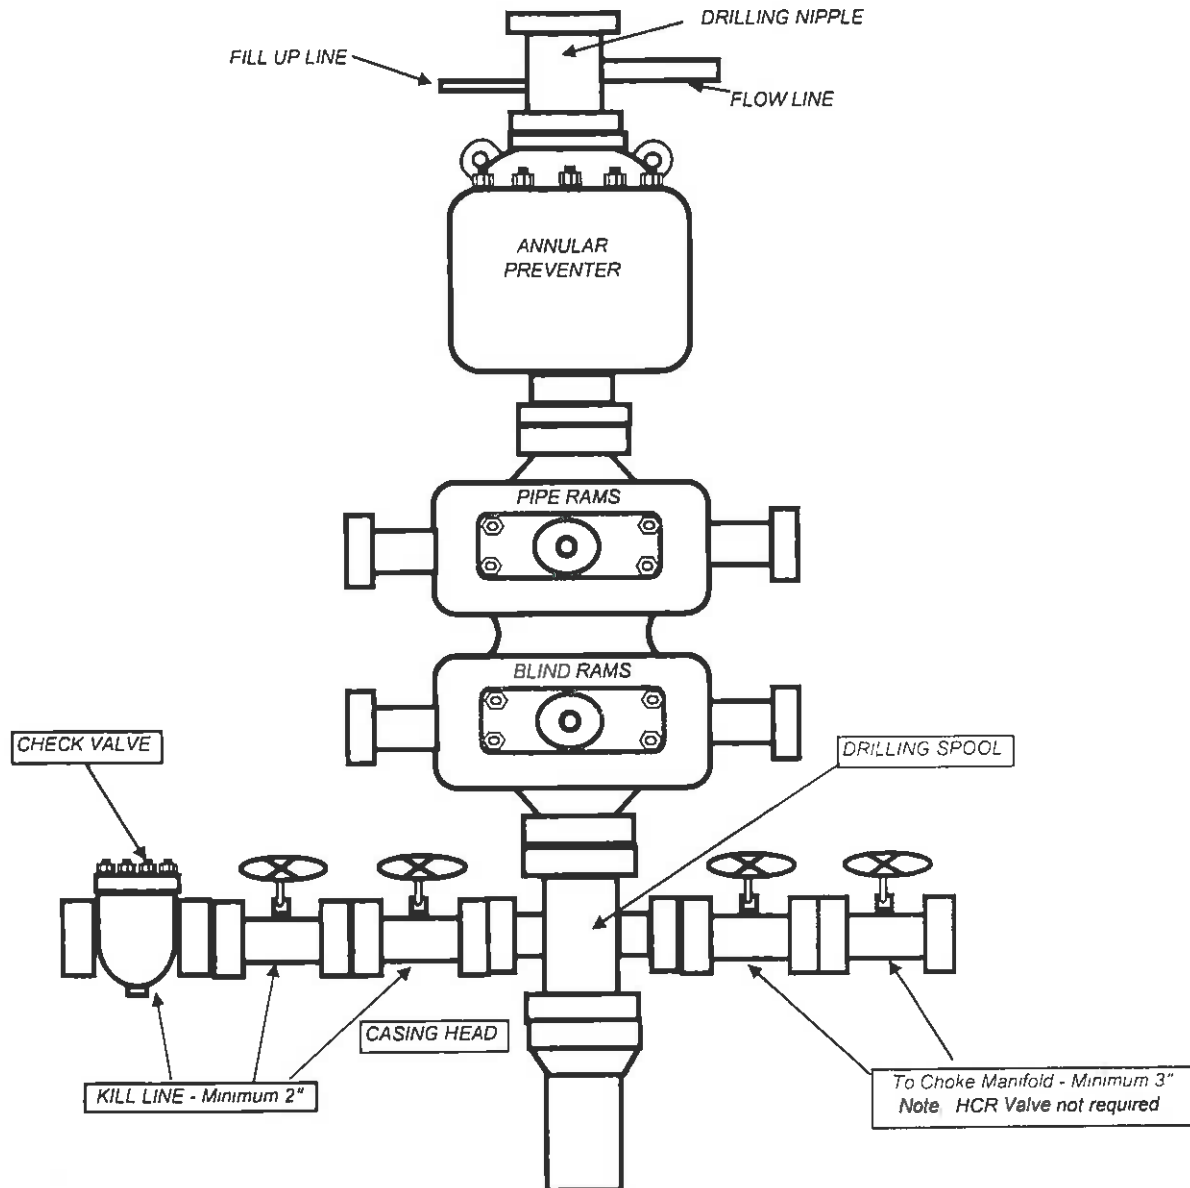 DRILLING NIPPLE
FILL UP LINE
FLOW LINE
ANNULAR
PREVENTER
PIPE RAMS
BLIND RAMS
CHECK VALVE
DRILLING SPOOL
CASING HEAD
KILL LINE - Minimum 2"
To Choke Manifold - Minimum 3"
Note HCR Valve not required